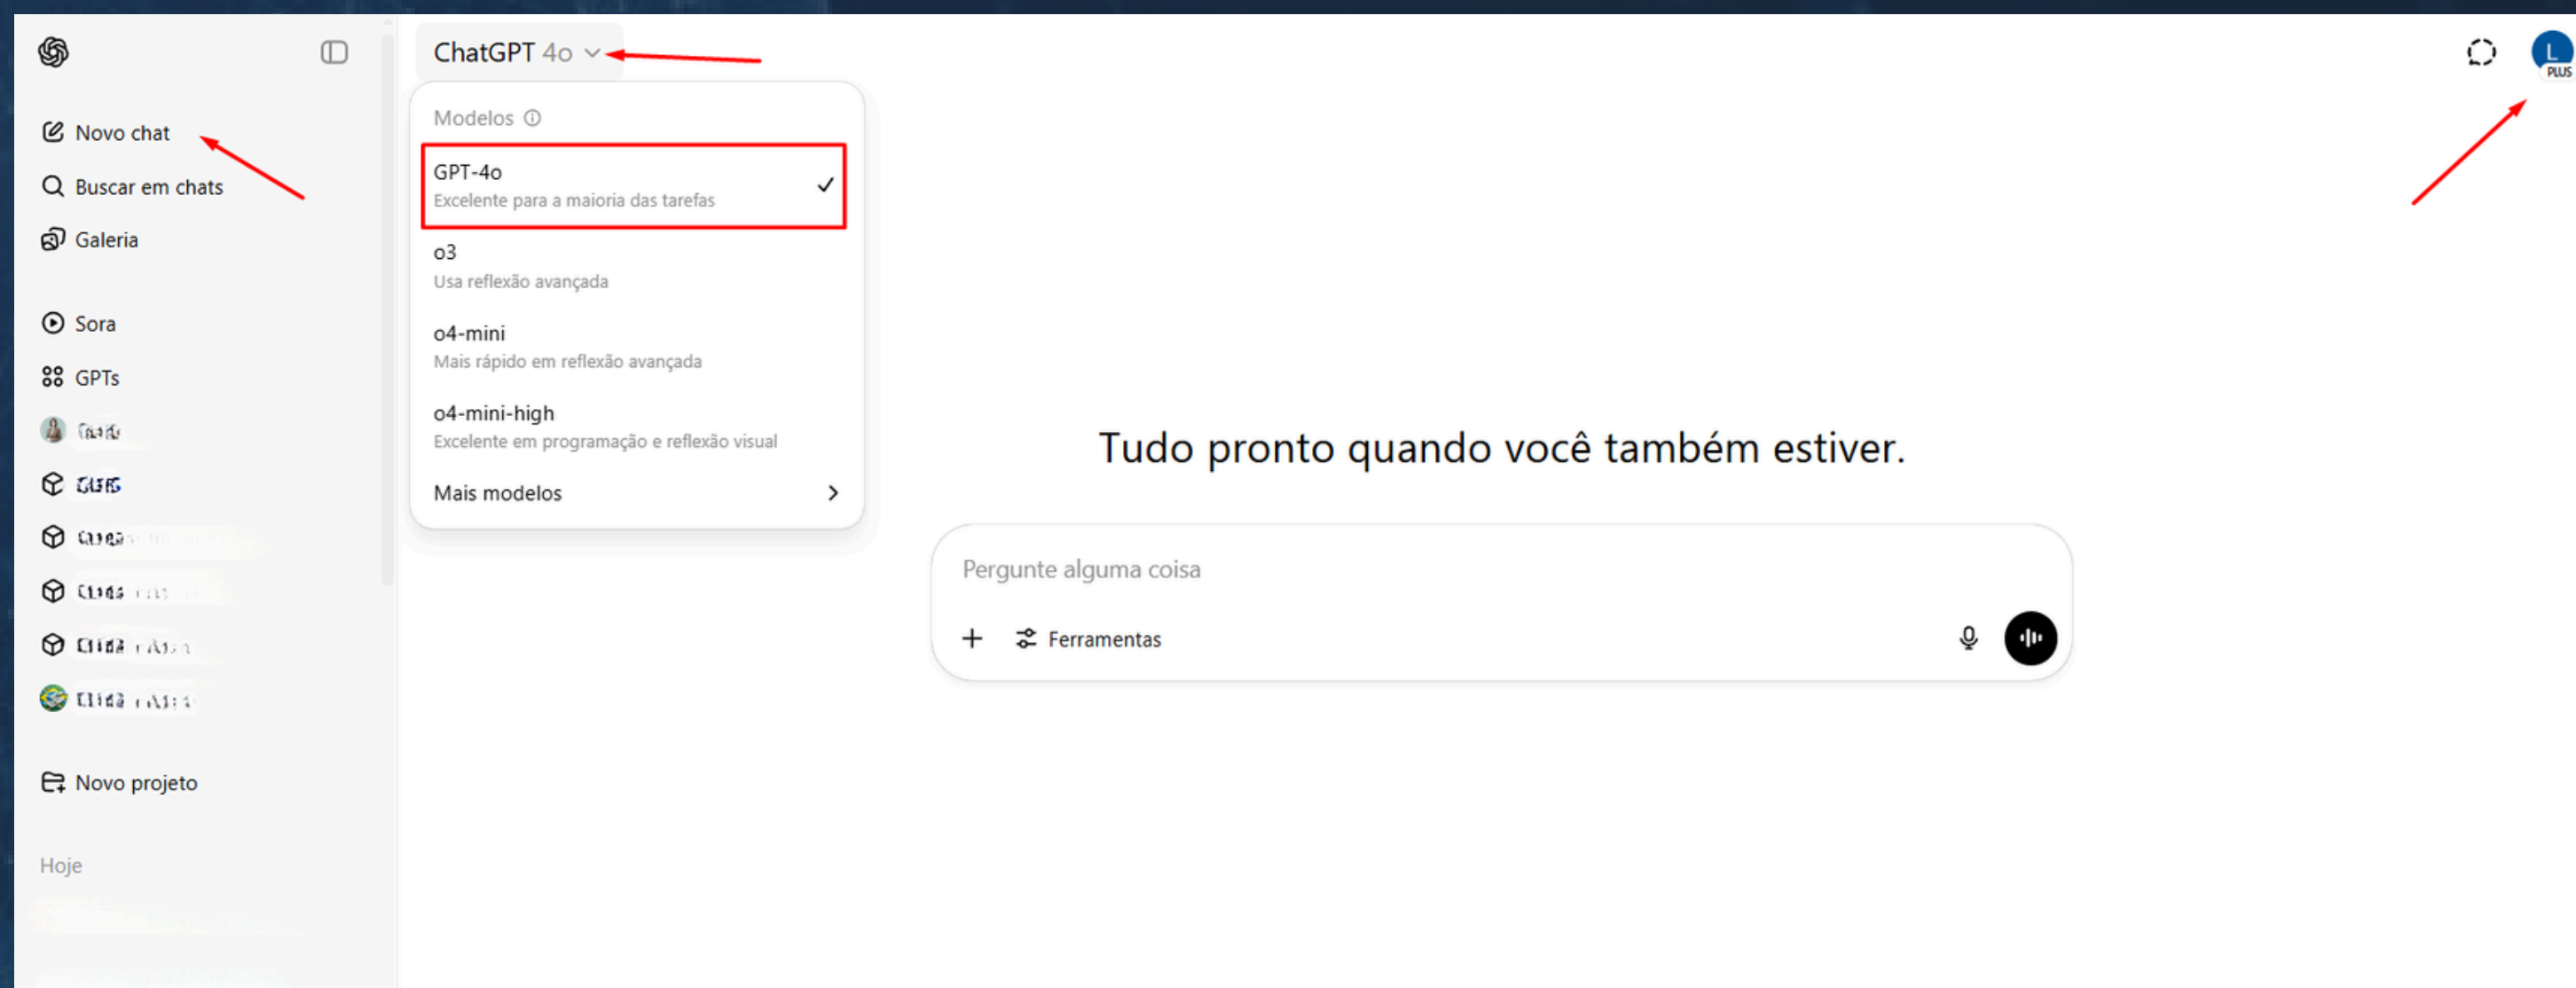 Novo chat
Buscar em chats
Galeria
Sora
GPTs
Novo projeto
Hoje
ChatGPT 4o
Modelos
GPT-4o
Excelente para a maioria das tarefas
o3
Usa reflexão avançada
o4-mini
Mais rápido em reflexão avançada
o4-mini-high
Excelente em programação e reflexão visual
Mais modelos
Tudo pronto quando você também estiver.
Pergunte alguma coisa
Ferramentas
L
PLUS